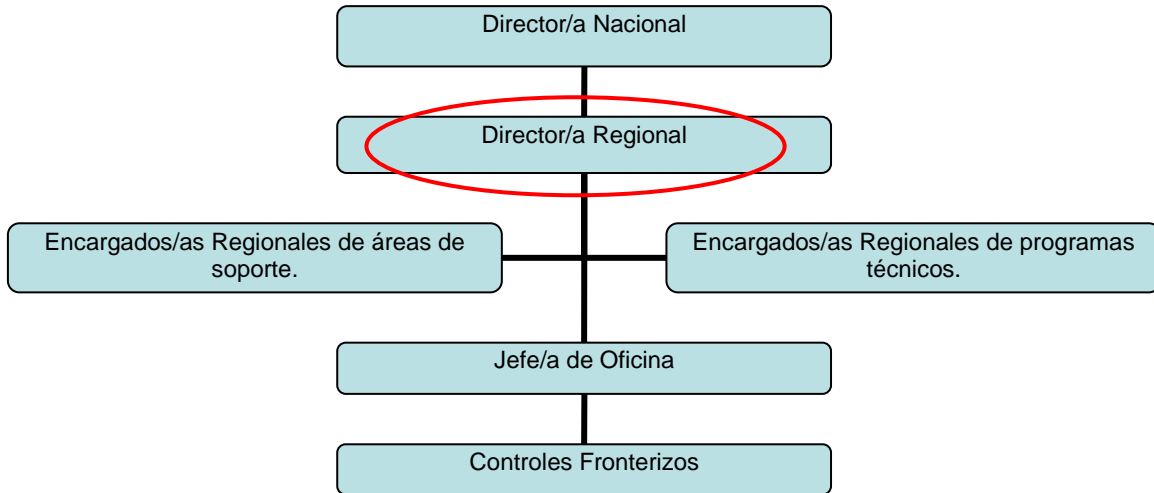 Director/a Nacional
Director/a Regional
Encargados/as Regionales de áreas de
soporte.
Encargados/as Regionales de programas
técnicos.
Jefe/a de Oficina
Controles Fronterizos